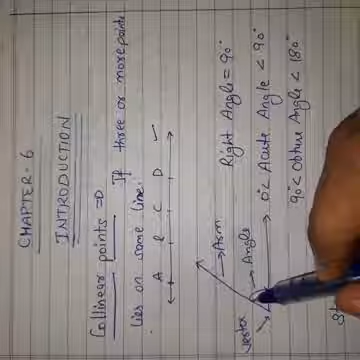 CHAPTER - 6
INTRODUCTION
Collinear points => If three or more points
lies on same line.
A B C D
Arm Right Angle = 90°
Vertex Angle 0° < Acute Angle < 90°
90° < Obtuse Angle < 180°